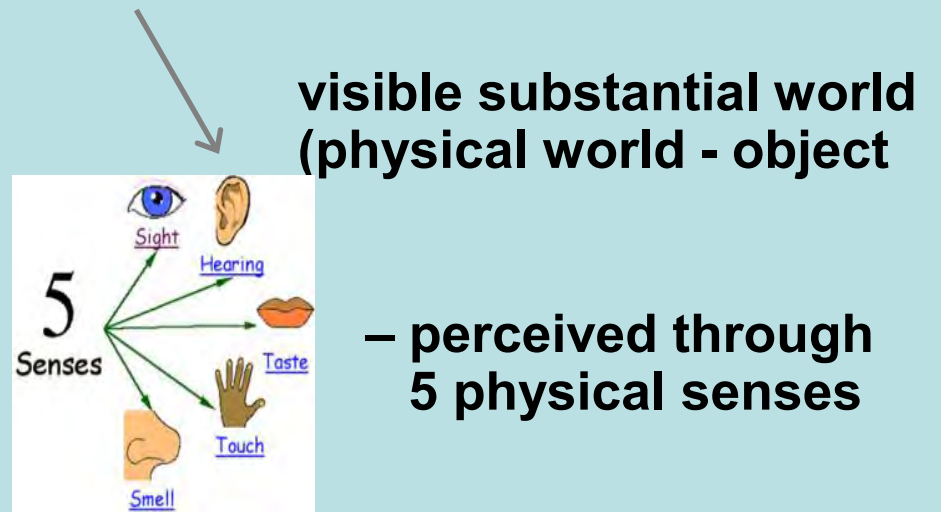 visible substantial world
(physical world - object
Sight
Hearing
5
Senses
Taste
Touch
Smell
– perceived through
5 physical senses